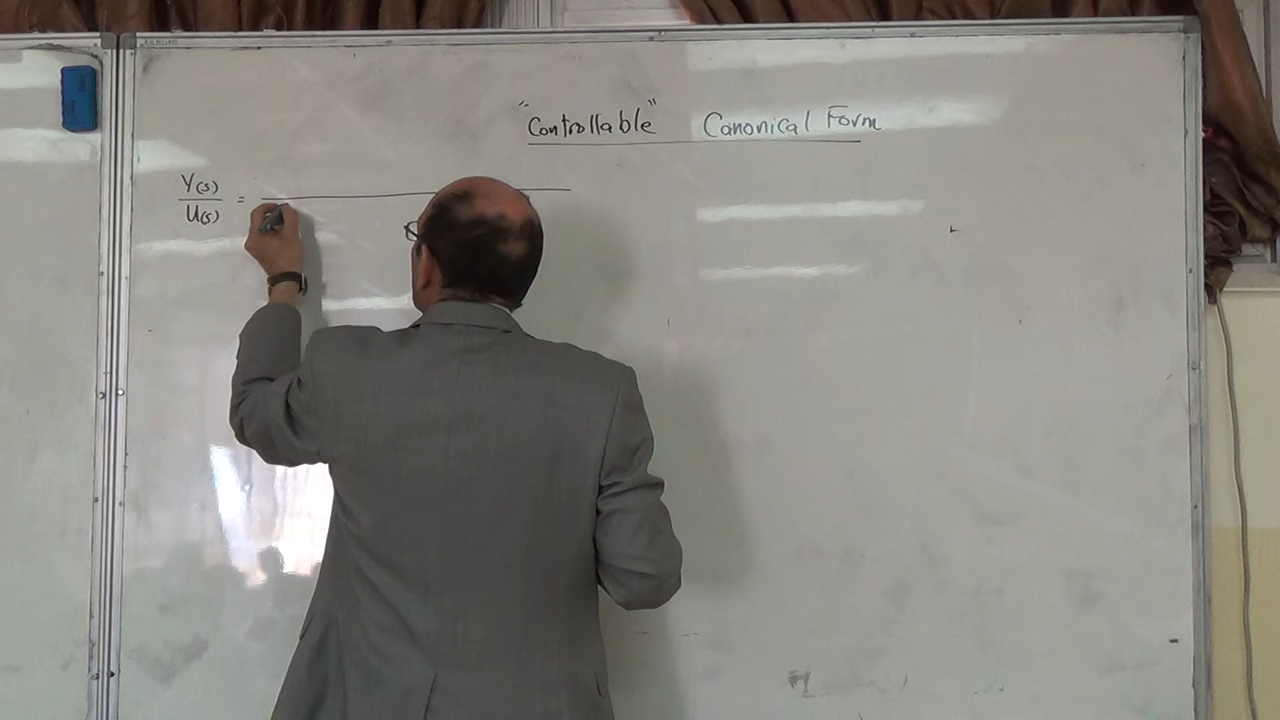 "Controllable" Canonical Form
Y(s)
U(s) =